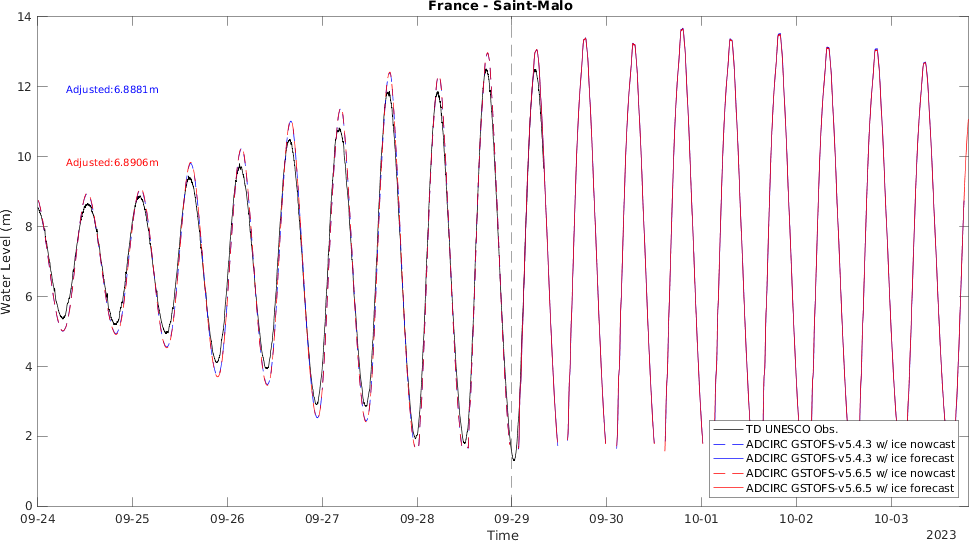 France - Saint-Malo
14
12
10
8
6
4
2
0
Water Level (m)
Adjusted:6.8881m
Adjusted:6.8906m
TD UNESCO Obs.
ADCIRC GSTOFS-v5.4.3 w/ ice nowcast
ADCIRC GSTOFS-v5.4.3 w/ ice forecast
ADCIRC GSTOFS-v5.6.5 w/ ice nowcast
ADCIRC GSTOFS-v5.6.5 w/ ice forecast
09-24 09-25 09-26 09-27 09-28 09-29 09-30 10-01 10-02 10-03
Time
2023